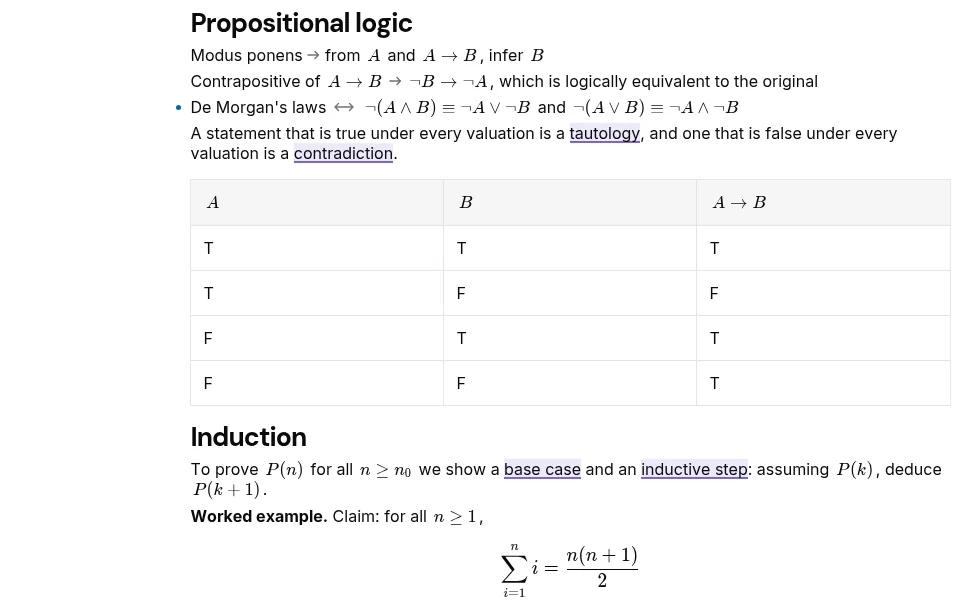 Propositional logic
Modus ponens → from A and A → B, infer B
Contrapositive of A → B → ¬B → ¬A, which is logically equivalent to the original
De Morgan's laws ↔ ¬(A ∧ B) ≡ ¬A ∨ ¬B and ¬(A ∨ B) ≡ ¬A ∧ ¬B
A statement that is true under every valuation is a tautology, and one that is false under every
valuation is a contradiction.
A B A → B
T T T
T F F
F T T
F F T
Induction
To prove P(n) for all n ≥ n₀ we show a base case and an inductive step: assuming P(k), deduce
P(k + 1).
Worked example. Claim: for all n ≥ 1,
∑_{i=1}^{n} i = n(n + 1)/2